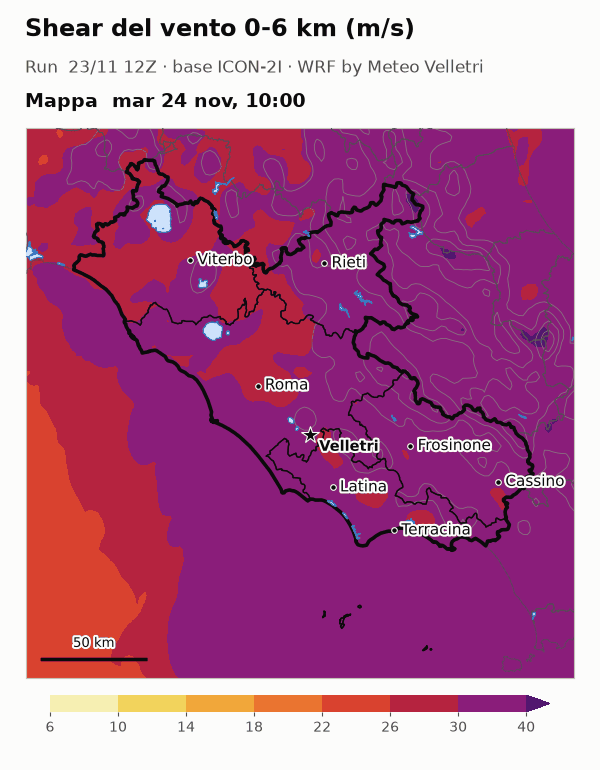 Shear del vento 0-6 km (m/s)
Run  23/11 12Z · base ICON-2I · WRF by Meteo Velletri
Mappa  mar 24 nov, 10:00
Viterbo
Rieti
Roma
Velletri
Frosinone
Latina
Cassino
Terracina
50 km
6 10 14 18 22 26 30 40